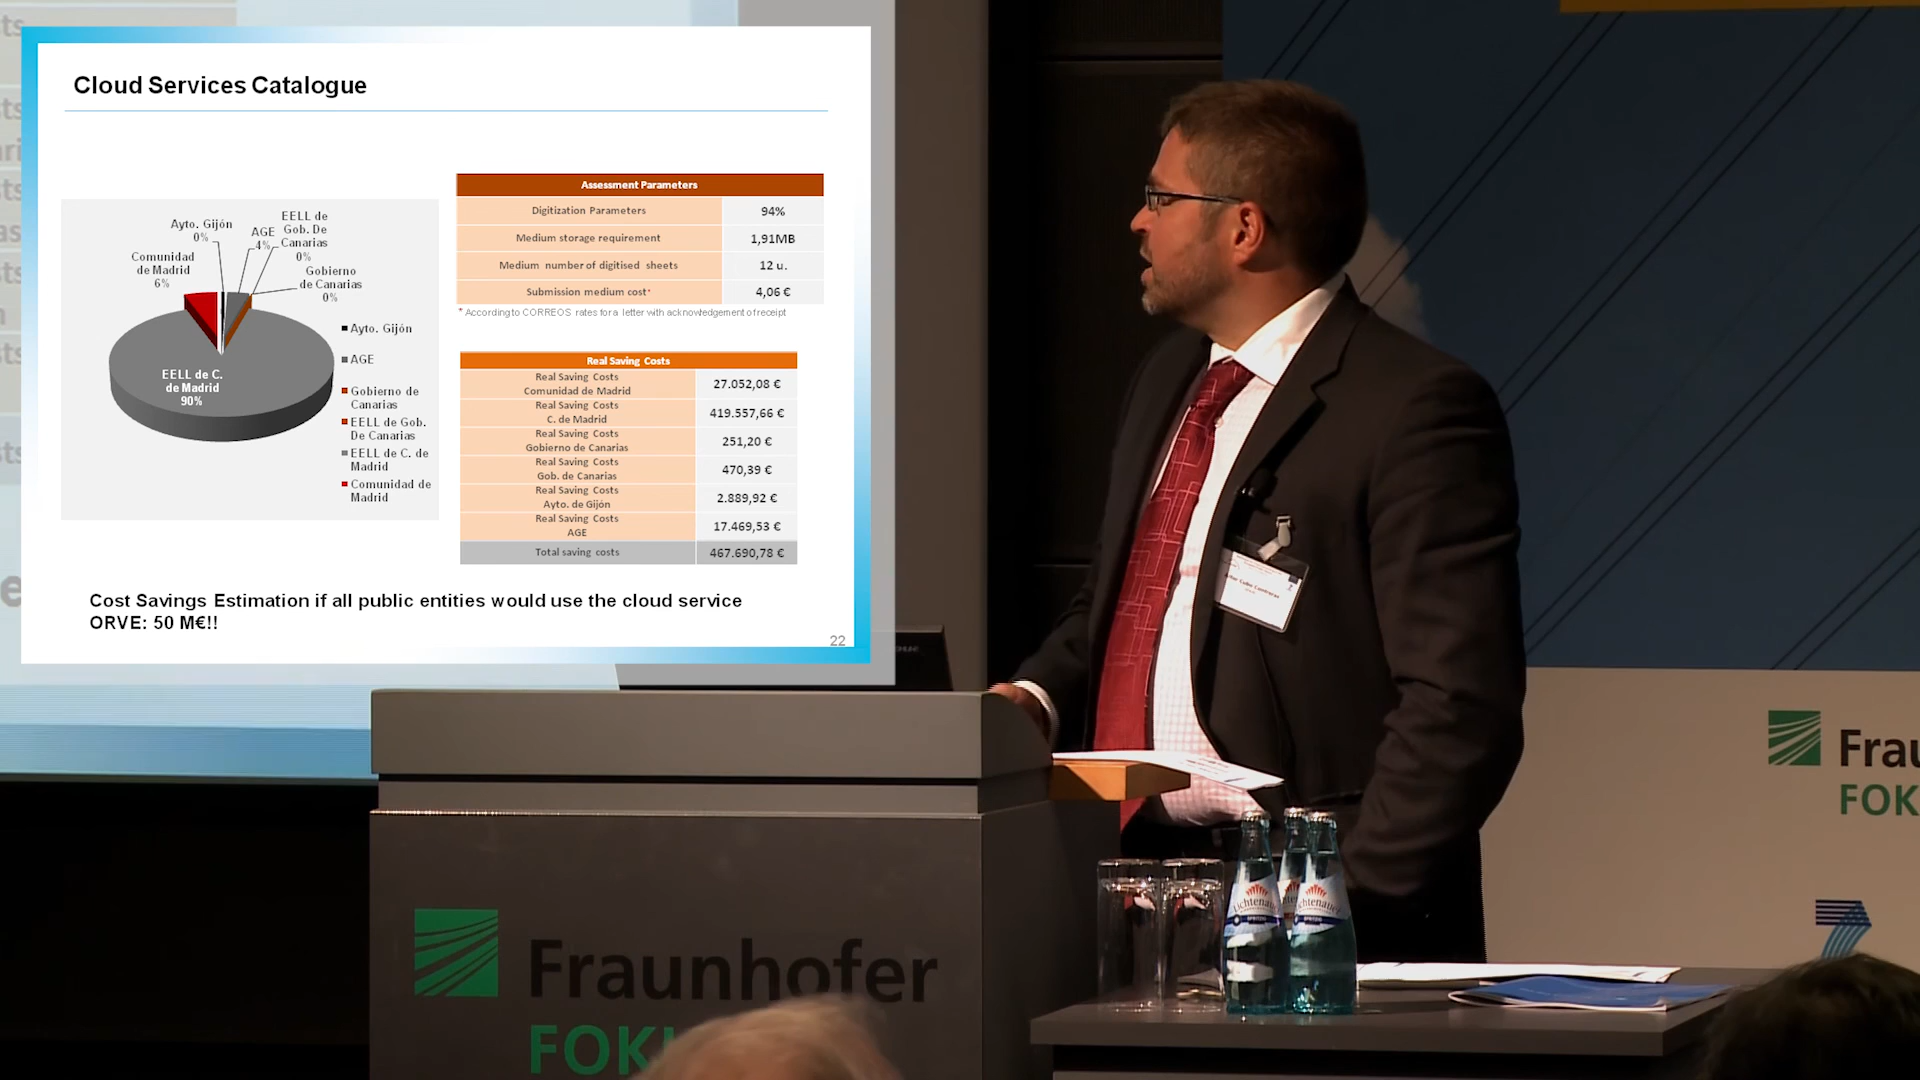 Cloud Services Catalogue
Ayto. Gijón
0%
AGE
4%
EELL de
Gob. De
Canarias
0%
Comunidad
de Madrid
6%
Gobierno
de Canarias
0%
EELL de C.
de Madrid
90%
Ayto. Gijón
AGE
Gobierno de
Canarias
EELL de Gob.
De Canarias
EELL de C. de
Madrid
Comunidad de
Madrid
Assessment Parameters
Digitization Parameters 94%
Medium storage requirement 1,91MB
Medium number of digitised sheets 12 u.
Submission medium cost* 4,06 €
* According to CORREOS rates for a letter with acknowledgement of receipt
Real Saving Costs
Real Saving Costs
Comunidad de Madrid 27.052,08 €
Real Saving Costs
C. de Madrid 419.557,66 €
Real Saving Costs
Gobierno de Canarias 251,20 €
Real Saving Costs
Gob. de Canarias 470,39 €
Real Saving Costs
Ayto. de Gijón 2.889,92 €
Real Saving Costs
AGE 17.469,53 €
Total saving costs 467.690,78 €
Cost Savings Estimation if all public entities would use the cloud service
ORVE: 50 M€!!
22
Frau
FOK
Lichtenau
Fraunhofer
FOK